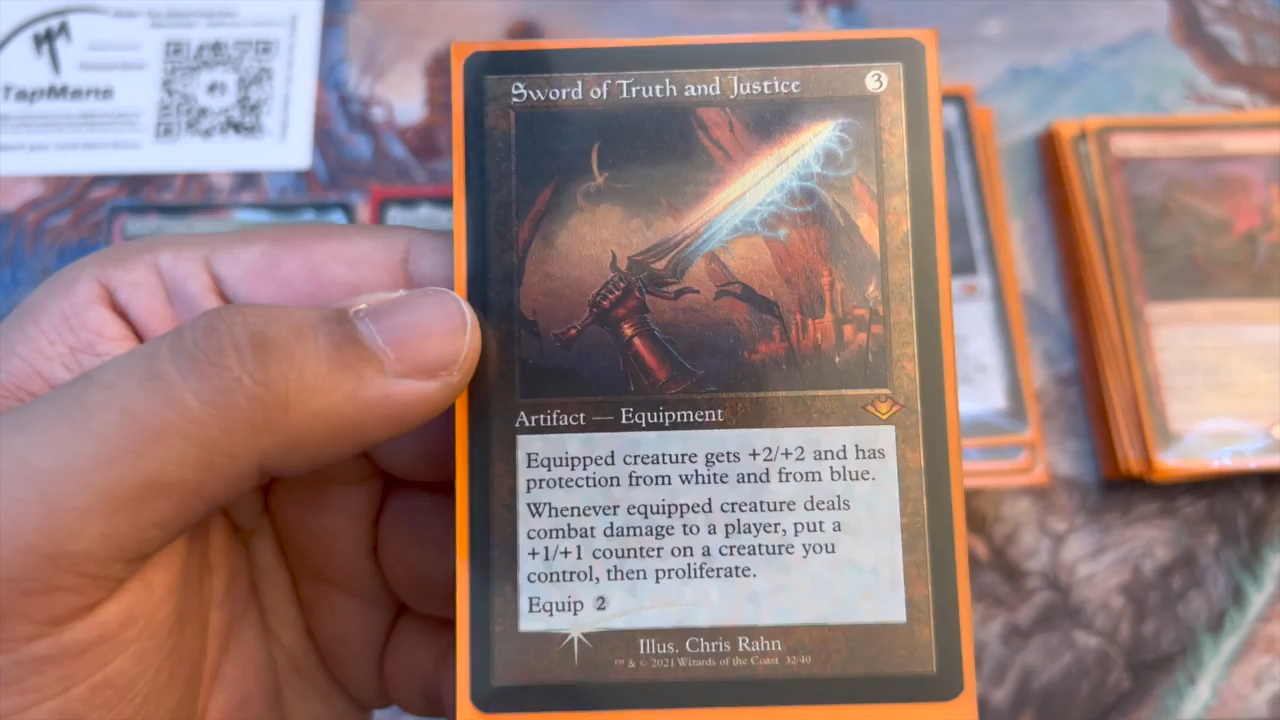 TapMans
Sword of Truth and Justice 3
Artifact — Equipment
Equipped creature gets +2/+2 and has
protection from white and from blue.
Whenever equipped creature deals
combat damage to a player, put a
+1/+1 counter on a creature you
control, then proliferate.
Equip 2
Illus. Chris Rahn
™ & © 2021 Wizards of the Coast 32/40